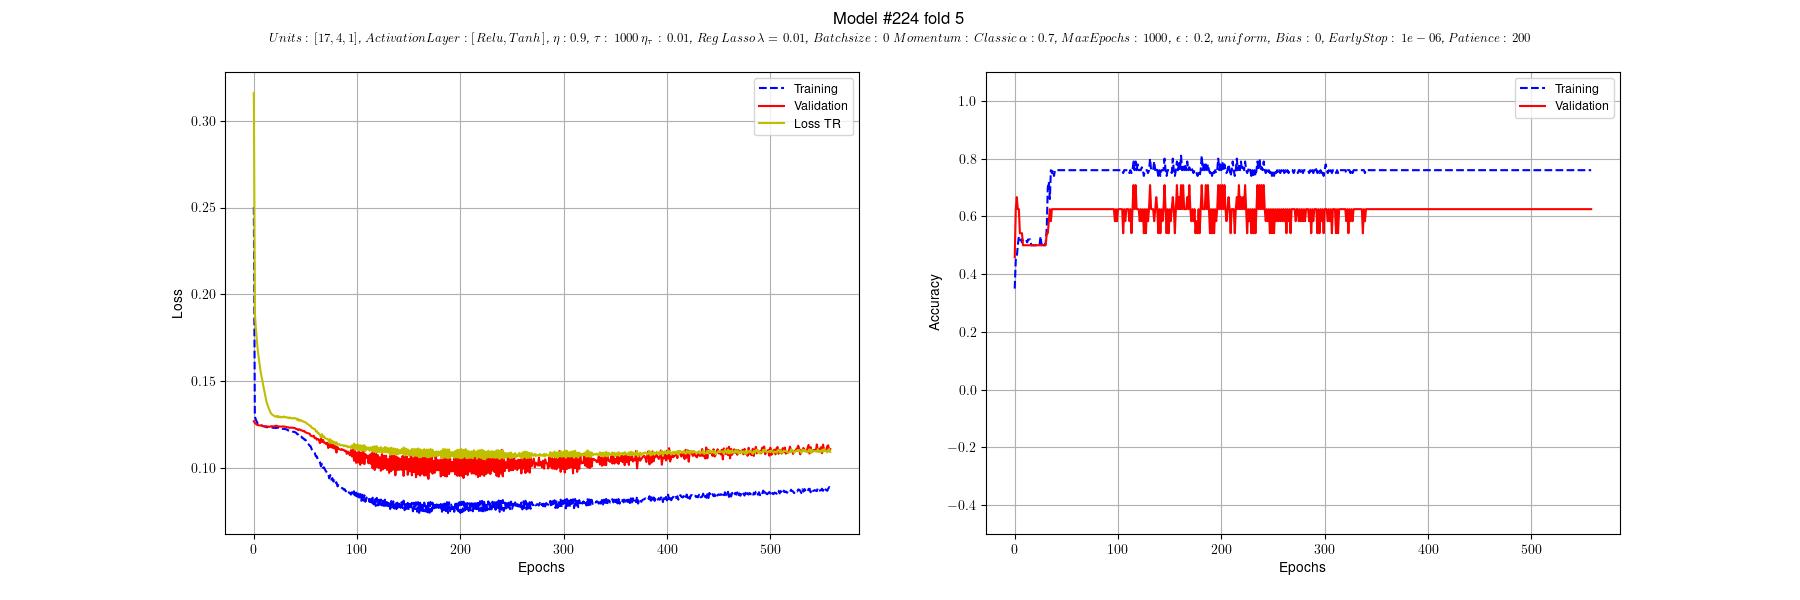 Model #224 fold 5
Units : [17, 4, 1], ActivationLayer : [Relu, Tanh], η : 0.9, τ : 1000 ητ : 0.01, Reg Lasso λ = 0.01, Batchsize : 0 Momentum : Classic α : 0.7, MaxEpochs : 1000, ϵ : 0.2, uniform, Bias : 0, EarlyStop : 1e − 06, Patience : 200
Training
Validation
Loss TR
0.30
0.25
0.20
0.15
0.10
Loss
0 100 200 300 400 500
Epochs
Training
Validation
1.0
0.8
0.6
0.4
0.2
0.0
−0.2
−0.4
Accuracy
0 100 200 300 400 500
Epochs